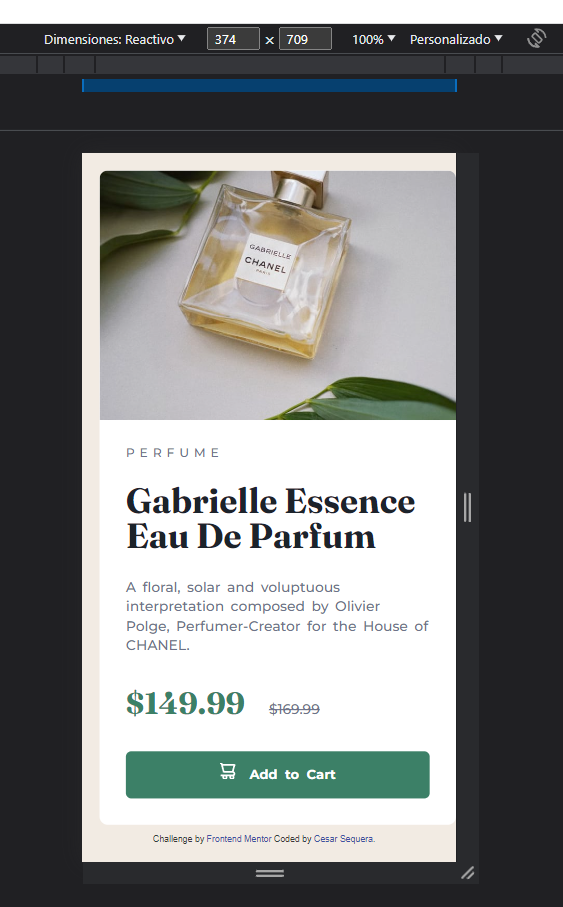 Dimensiones: Reactivo
374 × 709
100%
Personalizado
GABRIELLE
CHANEL
PARIS
PERFUME
Gabrielle Essence
Eau De Parfum
A floral, solar and voluptuous
interpretation composed by Olivier
Polge, Perfumer-Creator for the House of
CHANEL.
$149.99 $169.99
Add to Cart
Challenge by Frontend Mentor Coded by Cesar Sequera.